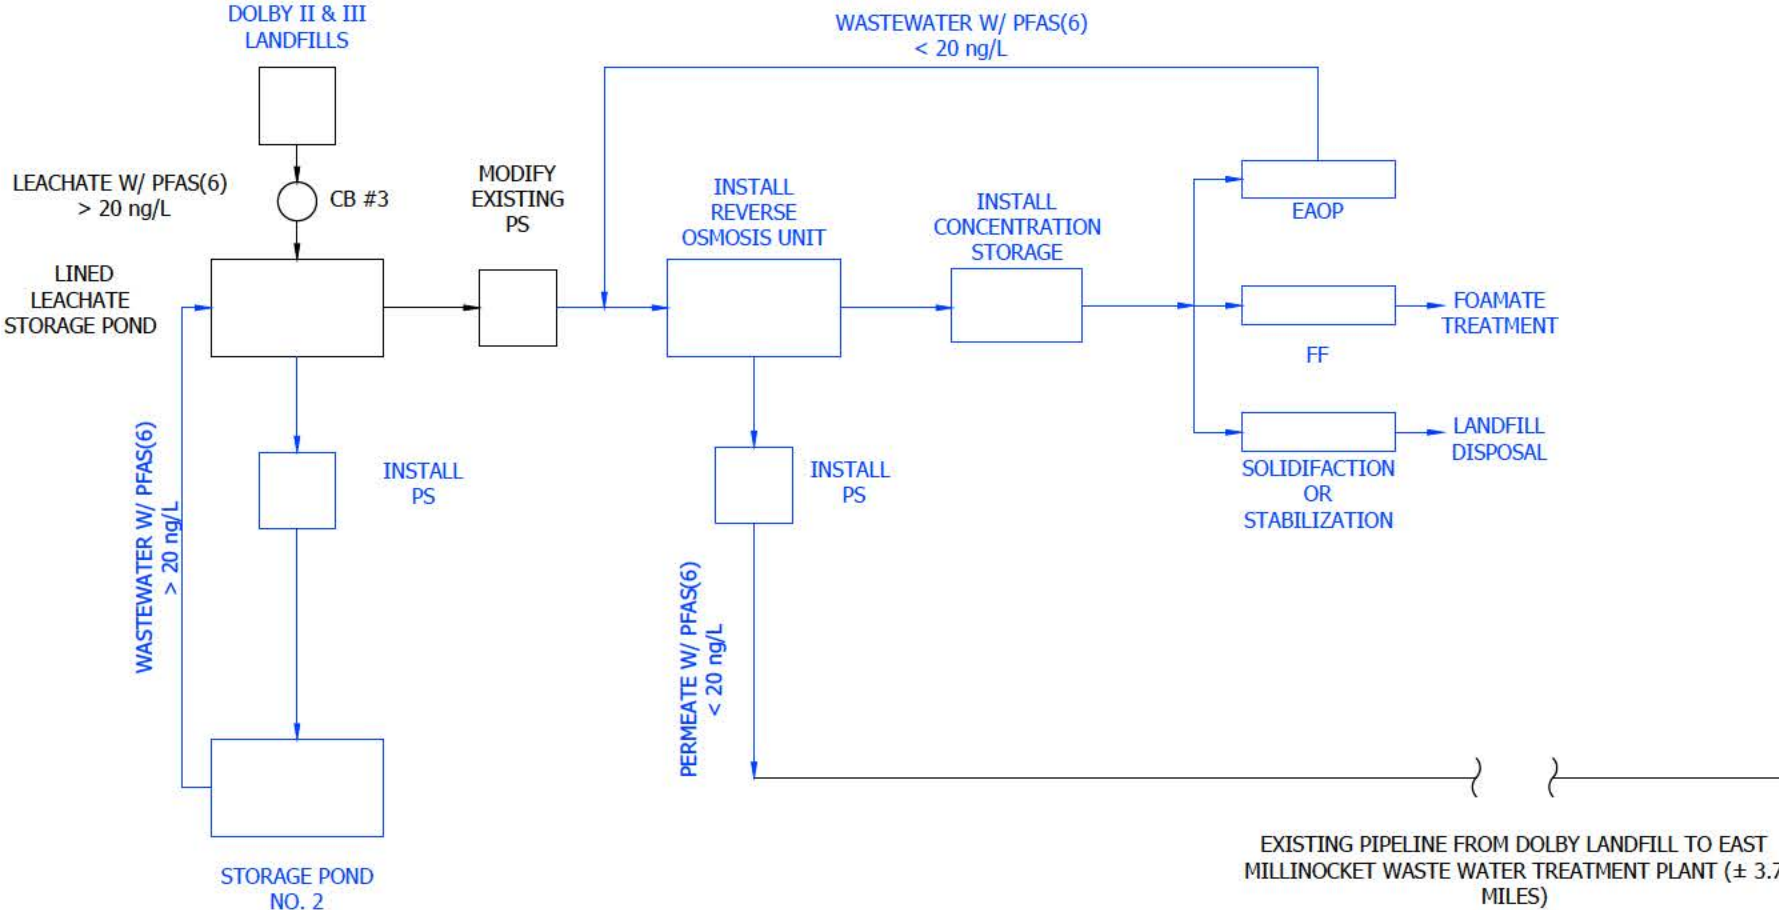 DOLBY II & III
LANDFILLS
WASTEWATER W/ PFAS(6)
< 20 ng/L
LEACHATE W/ PFAS(6)
> 20 ng/L
CB #3
MODIFY
EXISTING
PS
INSTALL
REVERSE
OSMOSIS UNIT
INSTALL
CONCENTRATION
STORAGE
EAOP
LINED
LEACHATE
STORAGE POND
FOAMATE
TREATMENT
FF
LANDFILL
DISPOSAL
SOLIDIFACTION
OR
STABILIZATION
INSTALL
PS
INSTALL
PS
WASTEWATER W/ PFAS(6)
> 20 ng/L
PERMEATE W/ PFAS(6)
< 20 ng/L
STORAGE POND
NO. 2
EXISTING PIPELINE FROM DOLBY LANDFILL TO EAST
MILLINOCKET WASTE WATER TREATMENT PLANT (± 3.7
MILES)